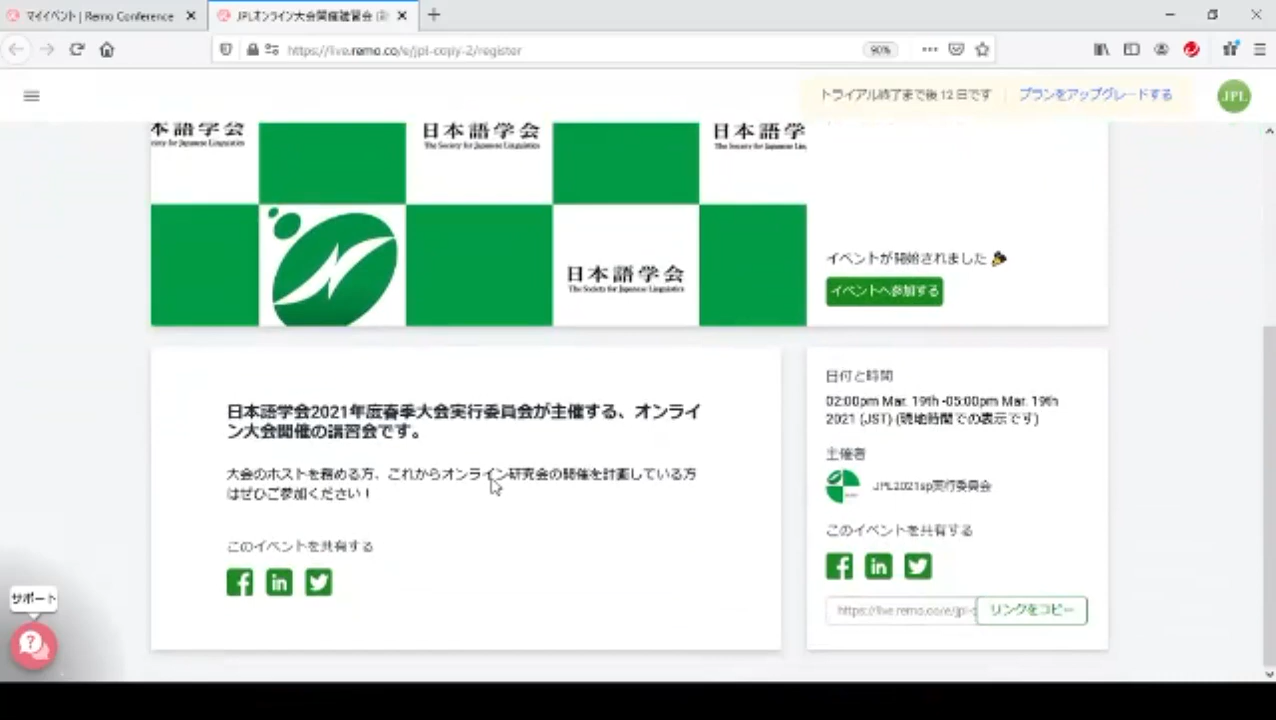 マイイベント | Remo Conference
JPLオンライン大会開催講習会
https://live.remo.co/e/jpl-copiy-2/register
90%
トライアル終了まで後 12 日です
プランをアップグレードする
JPL
本語学会
日本語学会
The Society for Japanese Linguistics
日本語学
日本語学会
The Society for Japanese Linguistics
イベントが開始されました
イベントへ参加する
日本語学会2021年度春季大会実行委員会が主催する、オンライ
ン大会開催の講習会です。
大会のホストを務める方、これからオンライン研究会の開催を計画している方
はぜひご参加ください！
このイベントを共有する
日付と時間
02:00pm Mar. 19th -05:00pm Mar. 19th
2021 (JST) (現地時間での表示です)
主催者
JPL2021sp実行委員会
このイベントを共有する
https://live.remo.co/e/jpl-
リンクをコピー
サポート